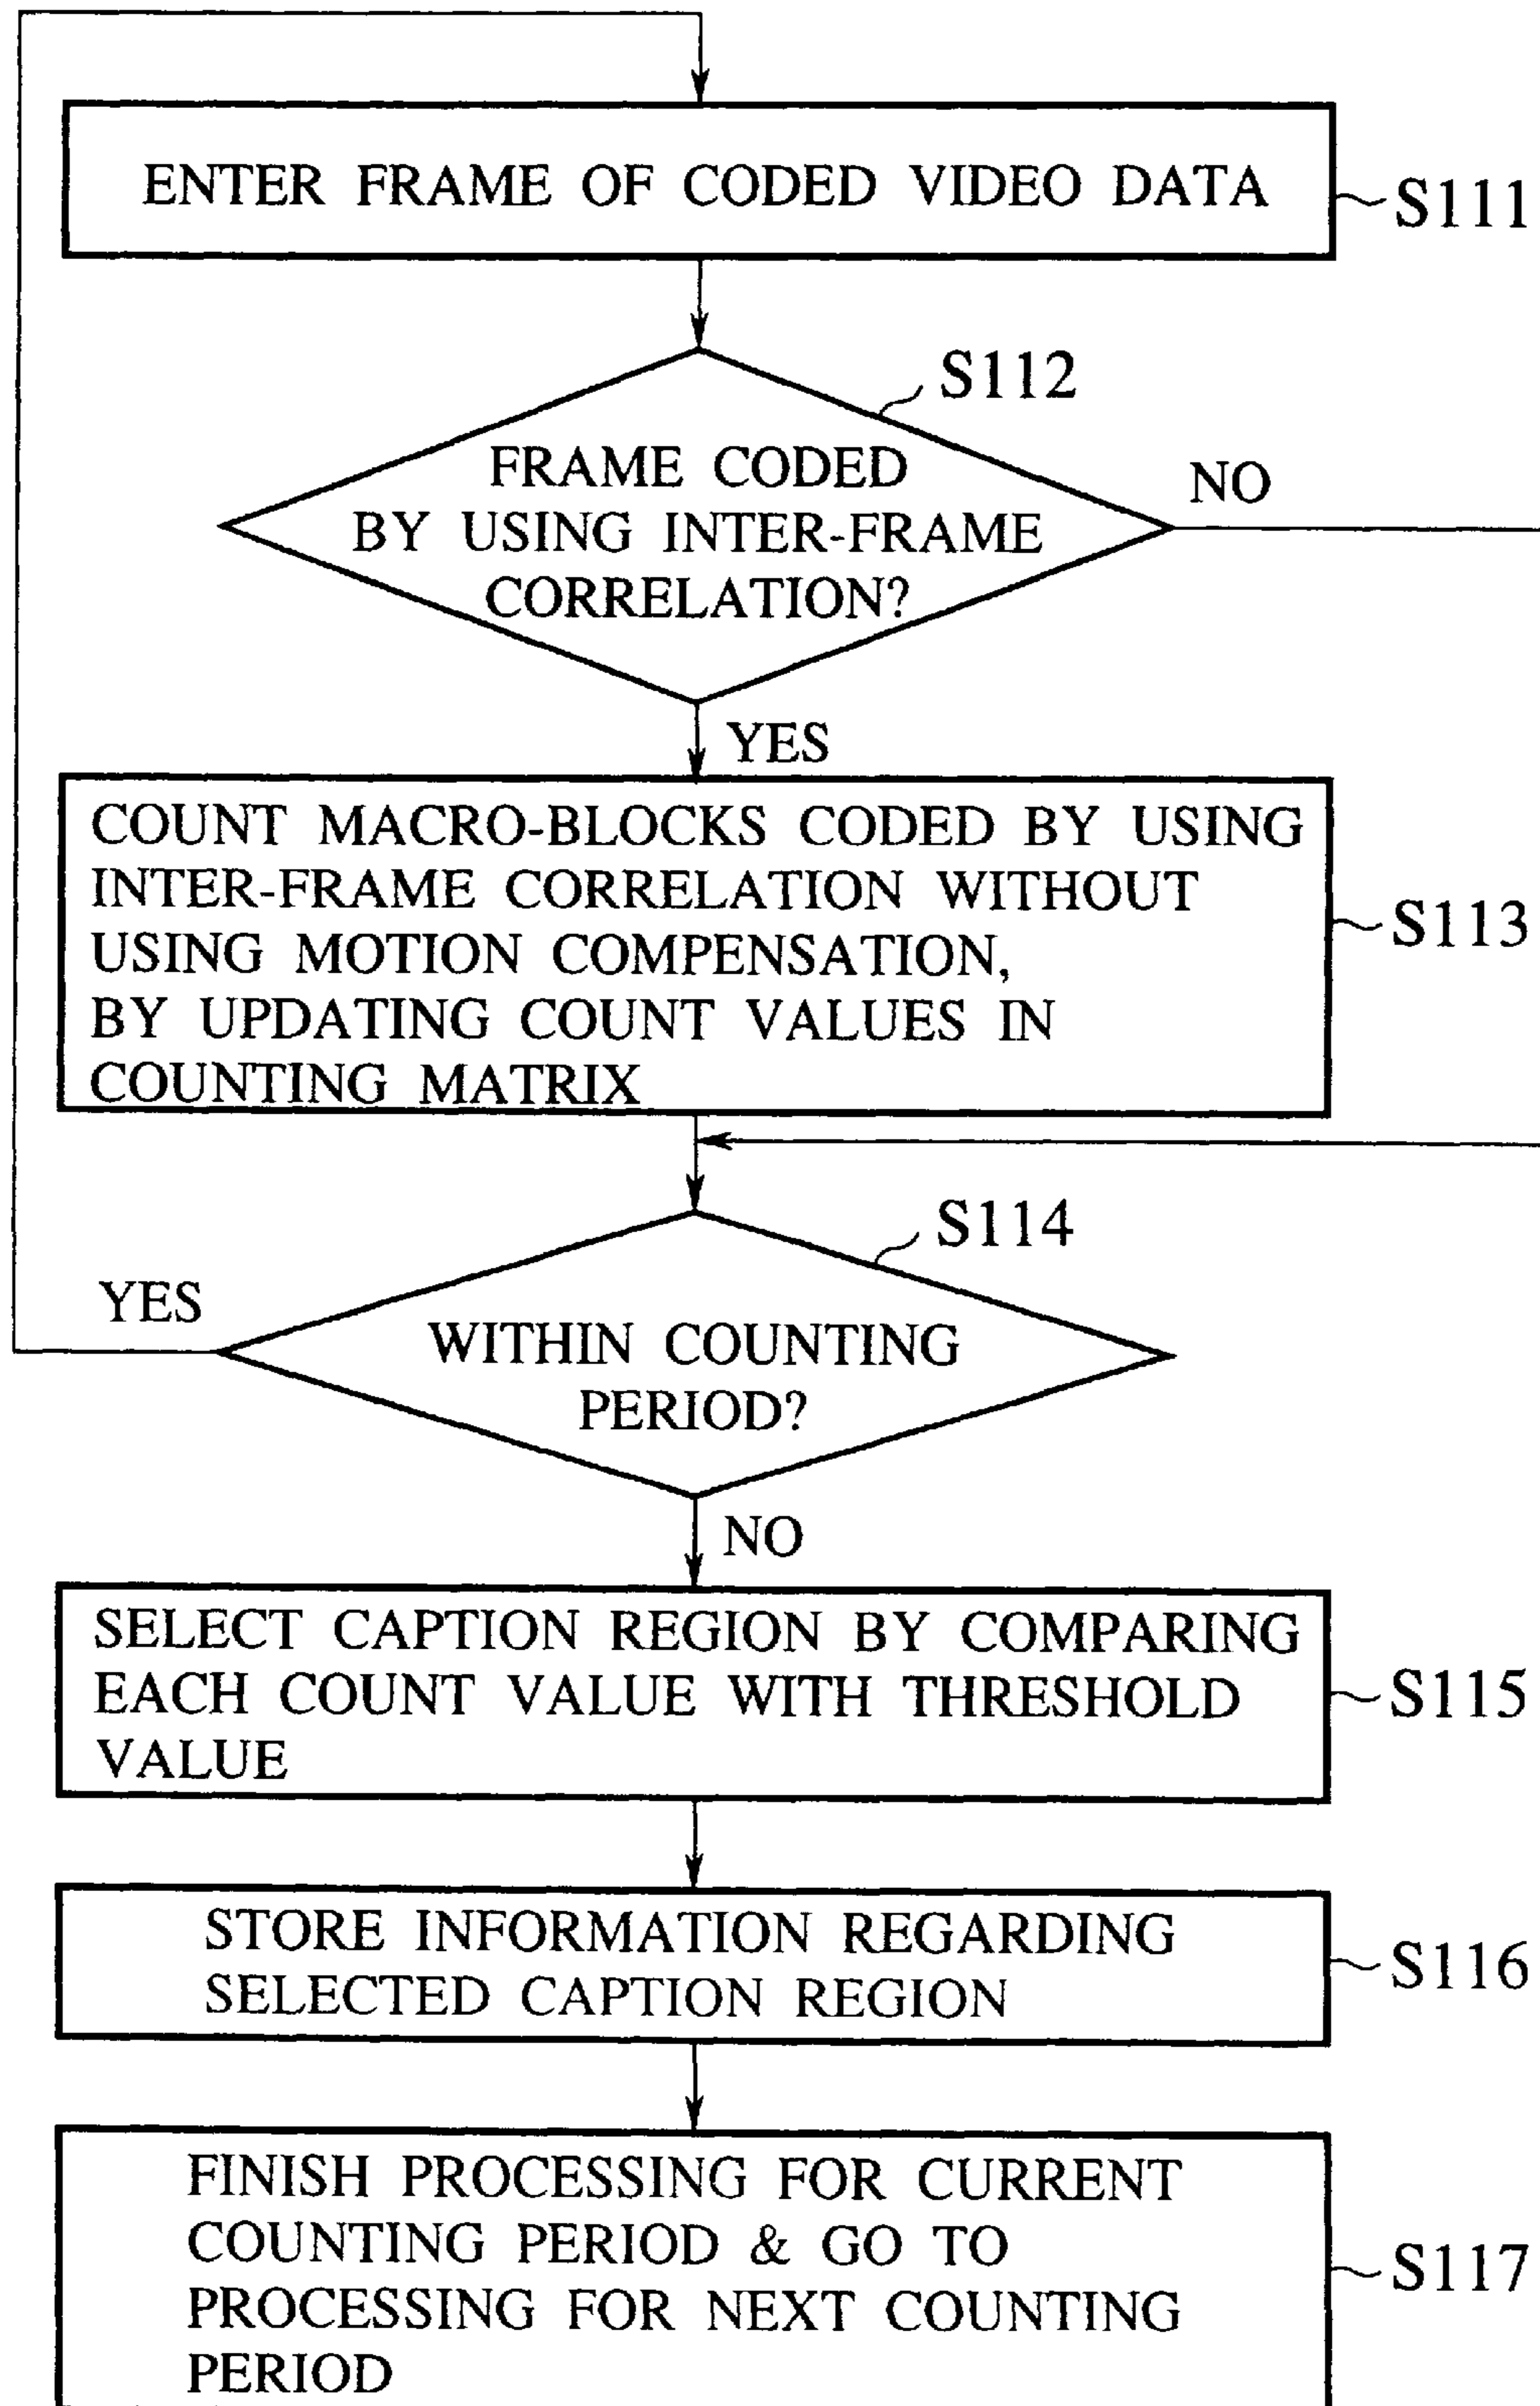 ENTER FRAME OF CODED VIDEO DATA
S111
S112
FRAME CODED
BY USING INTER-FRAME
CORRELATION?
NO
YES
COUNT MACRO-BLOCKS CODED BY USING
INTER-FRAME CORRELATION WITHOUT
USING MOTION COMPENSATION,
BY UPDATING COUNT VALUES IN
COUNTING MATRIX
S113
S114
YES
WITHIN COUNTING
PERIOD?
NO
SELECT CAPTION REGION BY COMPARING
EACH COUNT VALUE WITH THRESHOLD
VALUE
S115
STORE INFORMATION REGARDING
SELECTED CAPTION REGION
S116
FINISH PROCESSING FOR CURRENT
COUNTING PERIOD & GO TO
PROCESSING FOR NEXT COUNTING
PERIOD
S117